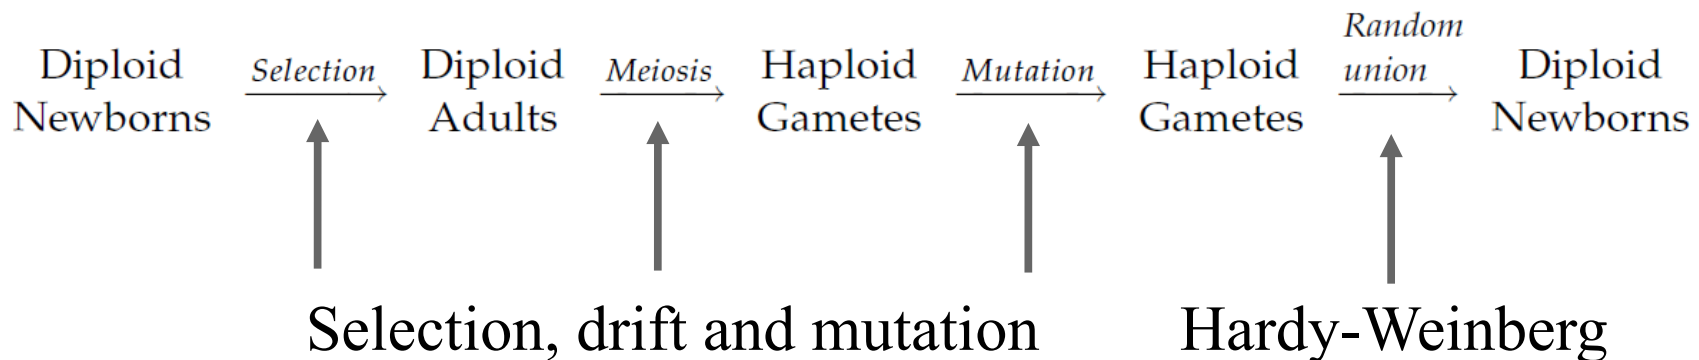 Diploid Newborns
Selection
Diploid Adults
Meiosis
Haploid Gametes
Mutation
Haploid Gametes
Random union
Diploid Newborns
Selection, drift and mutation
Hardy-Weinberg